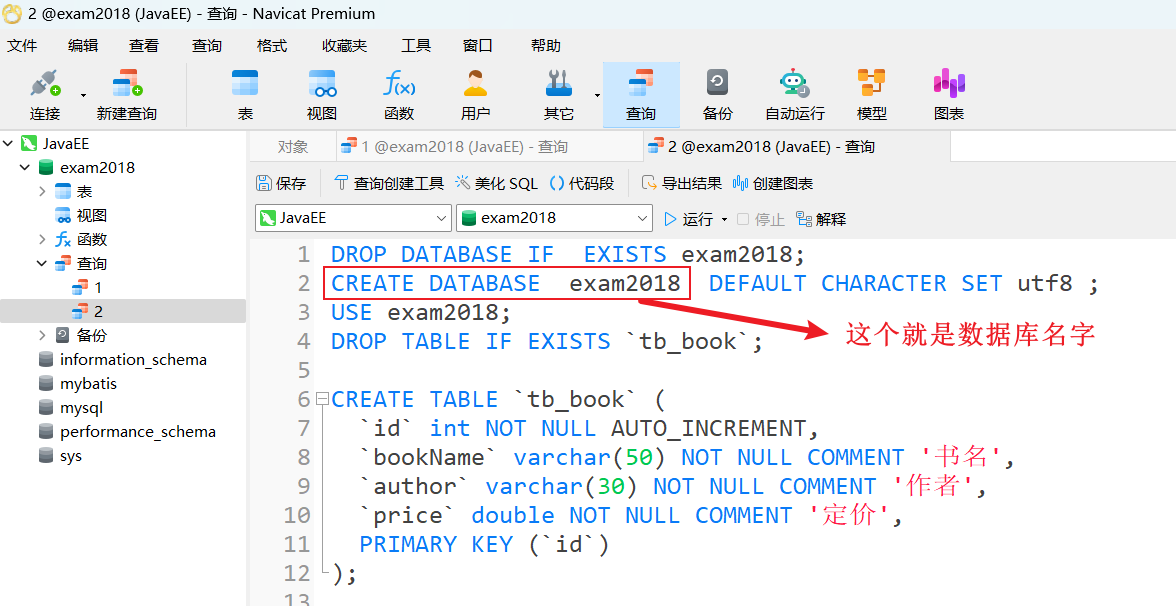 2 @exam2018 (JavaEE) - 查询 - Navicat Premium
文件 编辑 查看 查询 格式 收藏夹 工具 窗口 帮助
连接 新建查询 表 视图 函数 用户 其它 查询 备份 自动运行 模型 图表
JavaEE
exam2018
表
视图
函数
查询
1
2
备份
information_schema
mybatis
mysql
performance_schema
sys
对象 1 @exam2018 (JavaEE) - 查询 2 @exam2018 (JavaEE) - 查询
保存 查询创建工具 美化 SQL () 代码段 导出结果 创建图表
JavaEE exam2018 运行 停止 解释
1 DROP DATABASE IF  EXISTS exam2018;
2 CREATE DATABASE  exam2018  DEFAULT CHARACTER SET utf8 ;
3 USE exam2018;
4 DROP TABLE IF EXISTS `tb_book`;
这个就是数据库名字
5
6 CREATE TABLE `tb_book` (
7   `id` int NOT NULL AUTO_INCREMENT,
8   `bookName` varchar(50) NOT NULL COMMENT '书名',
9   `author` varchar(30) NOT NULL COMMENT '作者',
10   `price` double NOT NULL COMMENT '定价',
11   PRIMARY KEY (`id`)
12 );
13